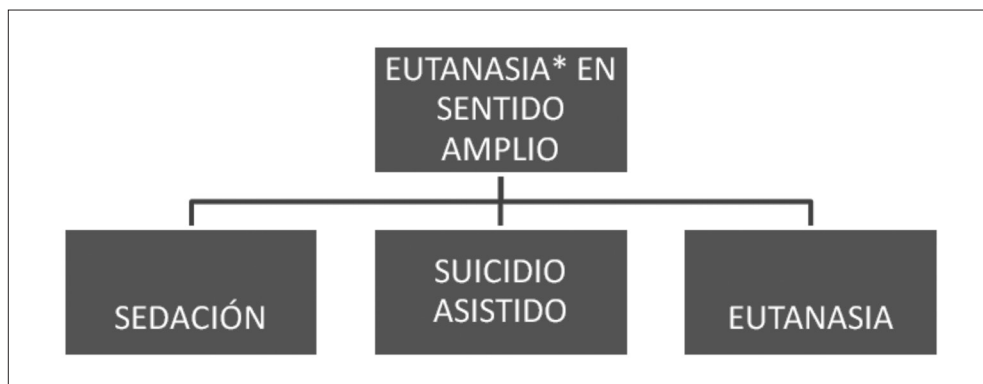 EUTANASIA* EN
SENTIDO
AMPLIO
SEDACIÓN
SUICIDIO
ASISTIDO
EUTANASIA